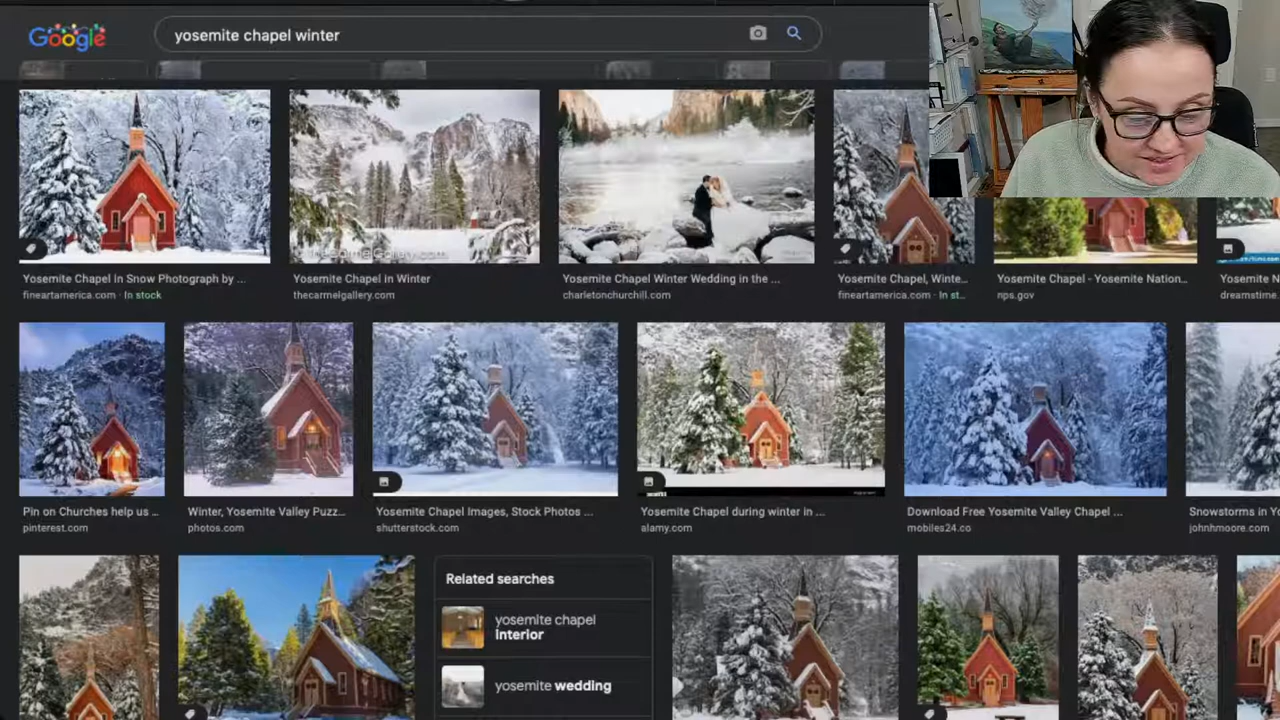 Google
yosemite chapel winter
Yosemite Chapel in Snow Photograph by ...
fineartamerica.com · In stock
Yosemite Chapel in Winter
thecarmelgallery.com
Yosemite Chapel Winter Wedding in the ...
charletonchurchill.com
Yosemite Chapel, Winte...
fineartamerica.com · In st...
Yosemite Chapel - Yosemite Nation...
nps.gov
Yosemite N
dreamstime.
Pin on Churches help us ...
pinterest.com
Winter, Yosemite Valley Puzz...
photos.com
Yosemite Chapel Images, Stock Photos ...
shutterstock.com
Yosemite Chapel during winter in ...
alamy.com
Download Free Yosemite Valley Chapel ...
mobiles24.co
Snowstorms in Yo
johnhmoore.com
Related searches
yosemite chapel
interior
yosemite wedding